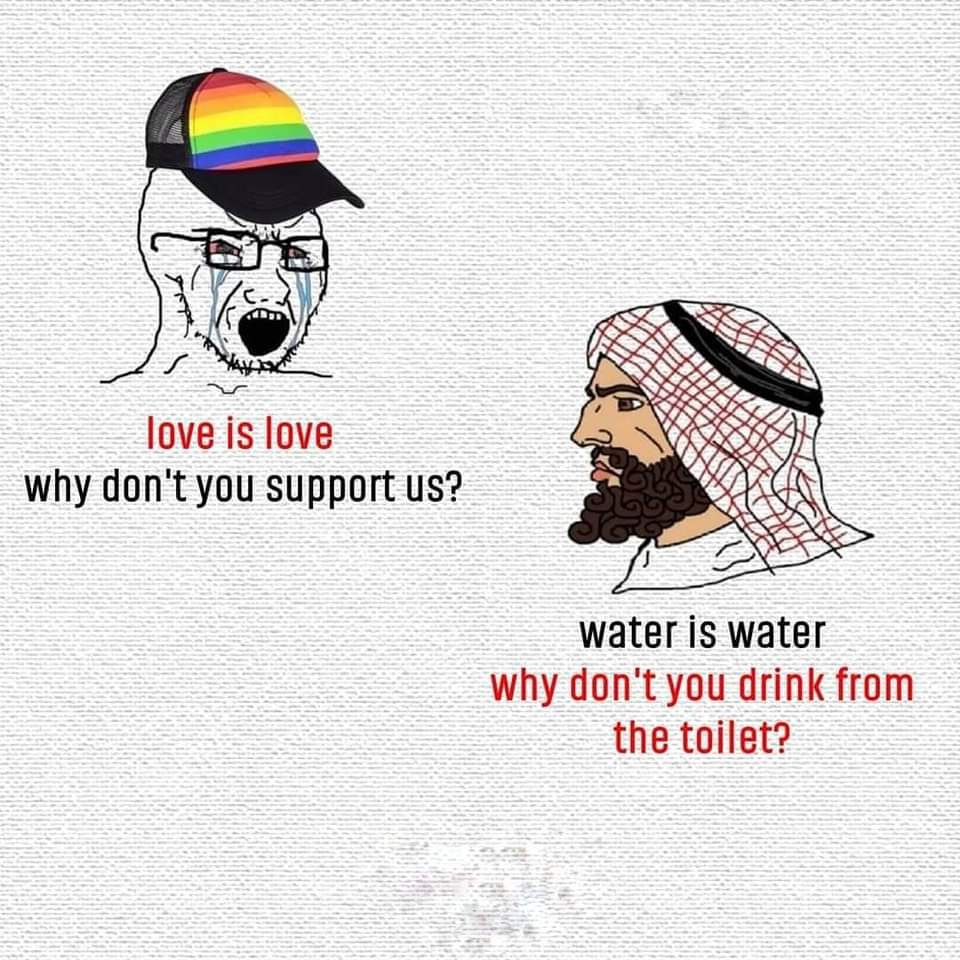 love is love
why don't you support us?
water is water
why don't you drink from
the toilet?